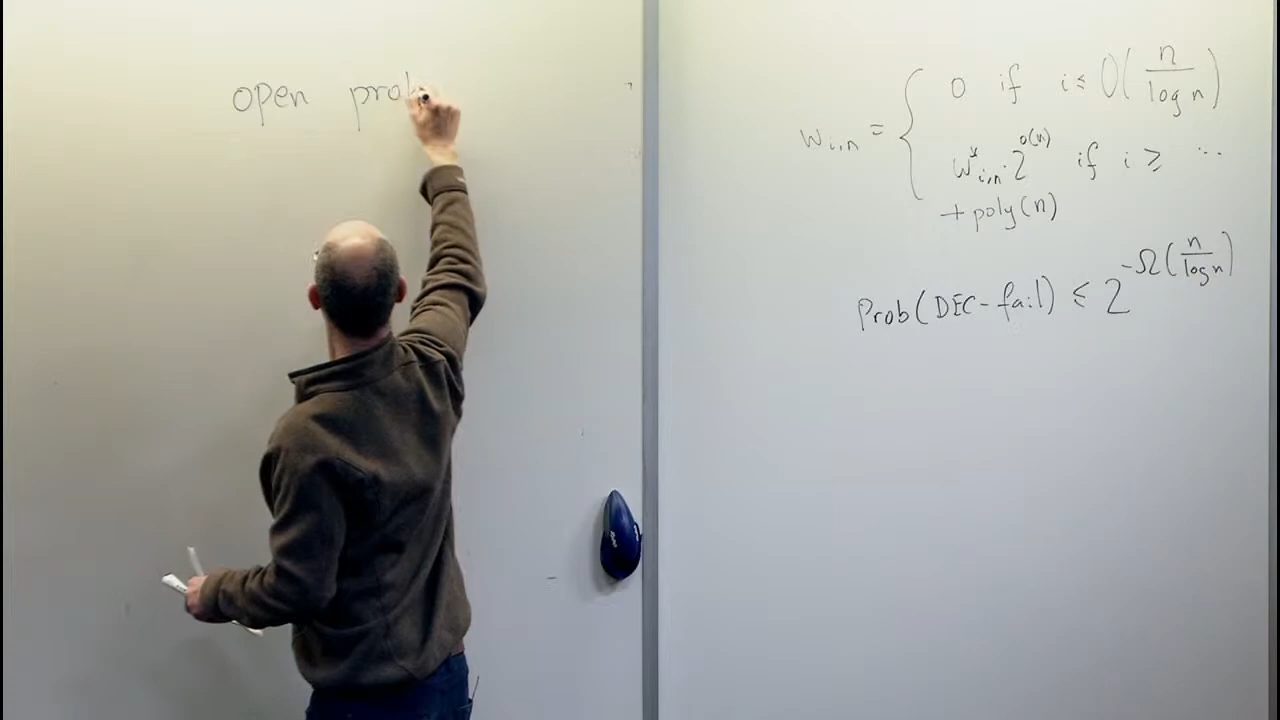 open prob
w_{i,n} = { 0 if i ≤ O(n / log n)
w*_{i,n} · 2^{o(n)} if i ≥ ...
+ poly(n)
Prob(DEC-fail) ≤ 2^{-Ω(n / log n)}